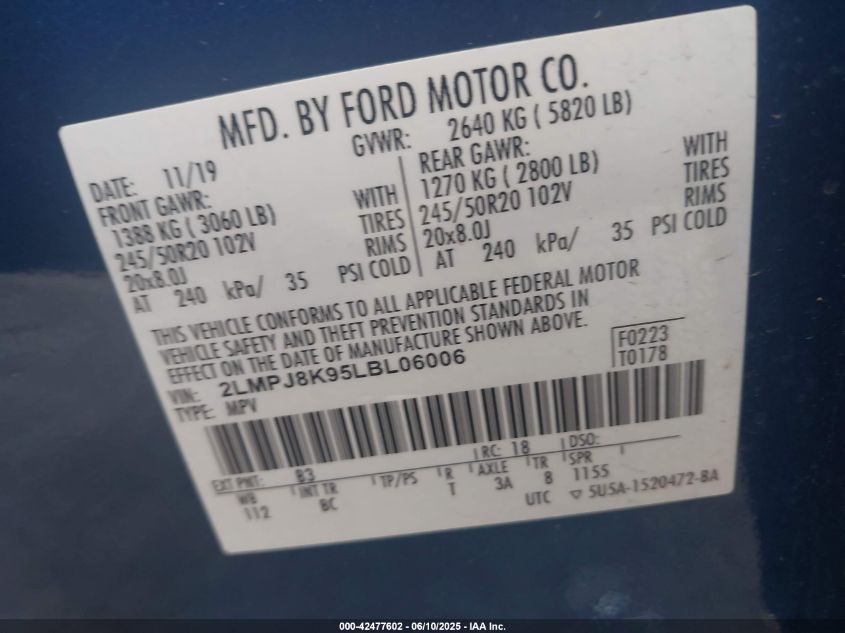 MFD. BY FORD MOTOR CO.
DATE: 11/19 GVWR: 2640 KG ( 5820 LB)
FRONT GAWR: WITH REAR GAWR: WITH
1388 KG ( 3060 LB) TIRES 1270 KG ( 2800 LB) TIRES
245/50R20 102V RIMS 245/50R20 102V RIMS
20x8.0J 20x8.0J
AT 240 kPa/ 35 PSI COLD AT 240 kPa/ 35 PSI COLD
THIS VEHICLE CONFORMS TO ALL APPLICABLE FEDERAL MOTOR
VEHICLE SAFETY AND THEFT PREVENTION STANDARDS IN
EFFECT ON THE DATE OF MANUFACTURE SHOWN ABOVE.
VIN: 2LMPJ8K95LBL06006 F0223
TYPE: MPV T0178
EXT PNT: B3 RC: 18 DSO:
WB INT TR TP/PS R AXLE TR SPR
112 BC T 3A 8 1155
UTC ▽ 5U5A-1520472-BA
000-42477602 - 06/10/2025 - IAA Inc.